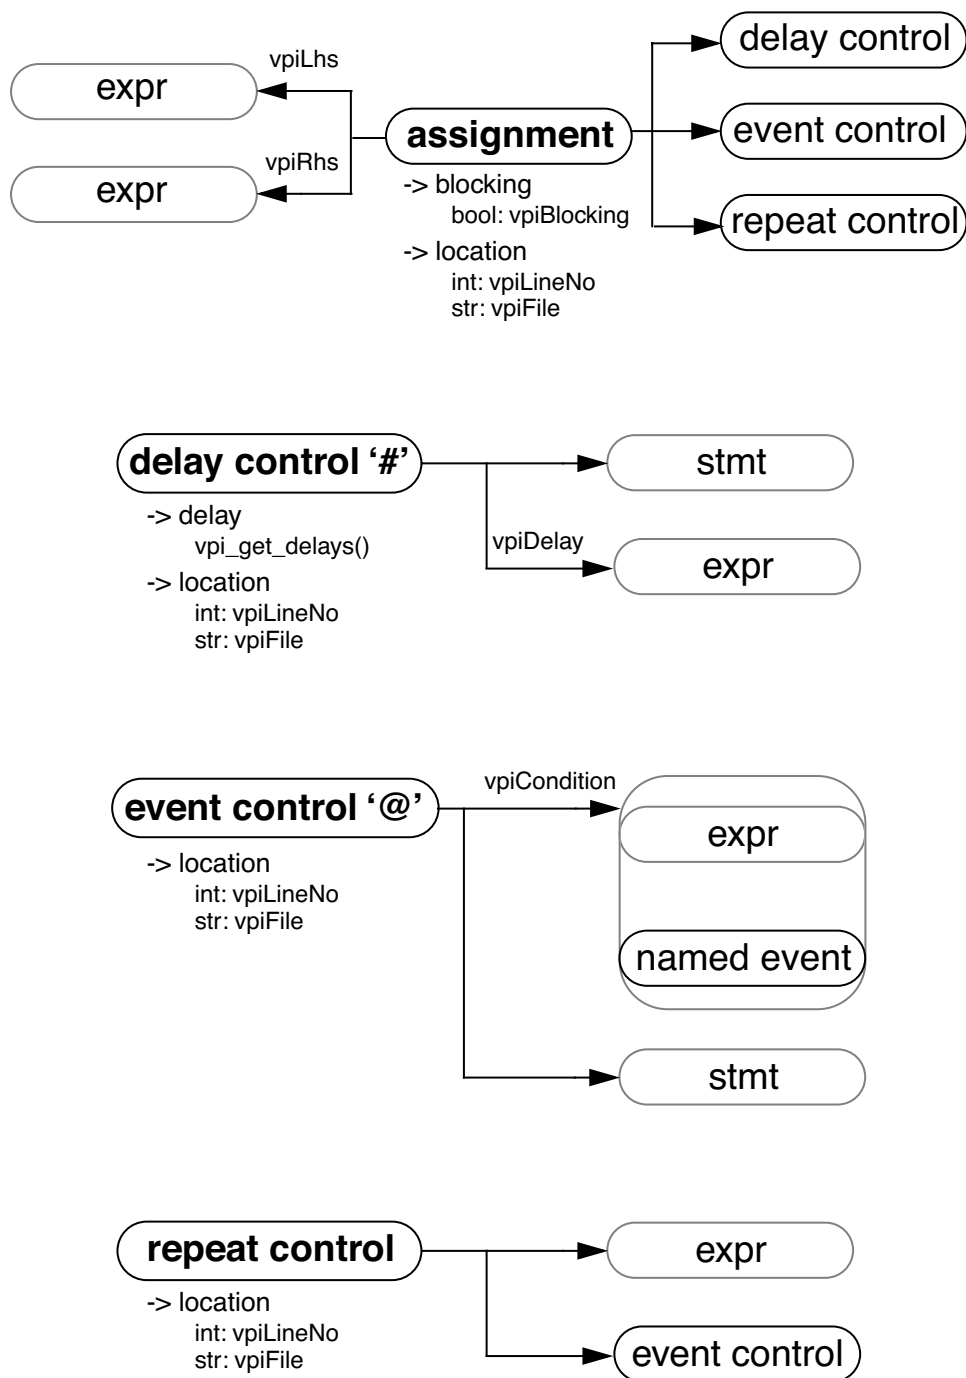 vpiLhs
expr
vpiRhs
expr
assignment
-> blocking
bool: vpiBlocking
-> location
int: vpiLineNo
str: vpiFile
delay control
event control
repeat control
delay control ‘#’
-> delay
vpi_get_delays()
-> location
int: vpiLineNo
str: vpiFile
stmt
vpiDelay
expr
event control ‘@’
-> location
int: vpiLineNo
str: vpiFile
vpiCondition
expr
named event
stmt
repeat control
-> location
int: vpiLineNo
str: vpiFile
expr
event control